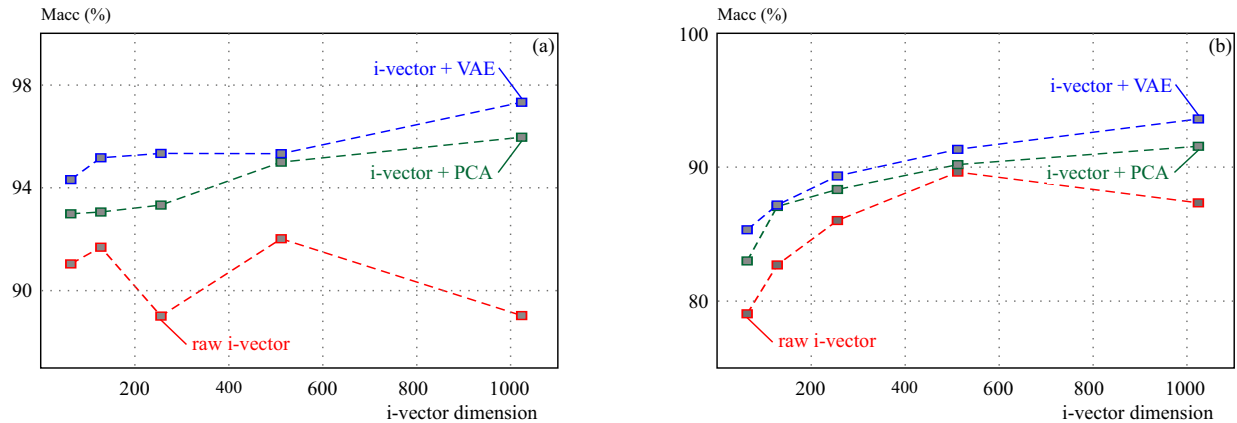 Macc (%)
(a)
98
94
90
i-vector + VAE
i-vector + PCA
raw i-vector
200
400
600
800
1000
i-vector dimension
Macc (%)
(b)
100
90
80
i-vector + VAE
i-vector + PCA
raw i-vector
200
400
600
800
1000
i-vector dimension